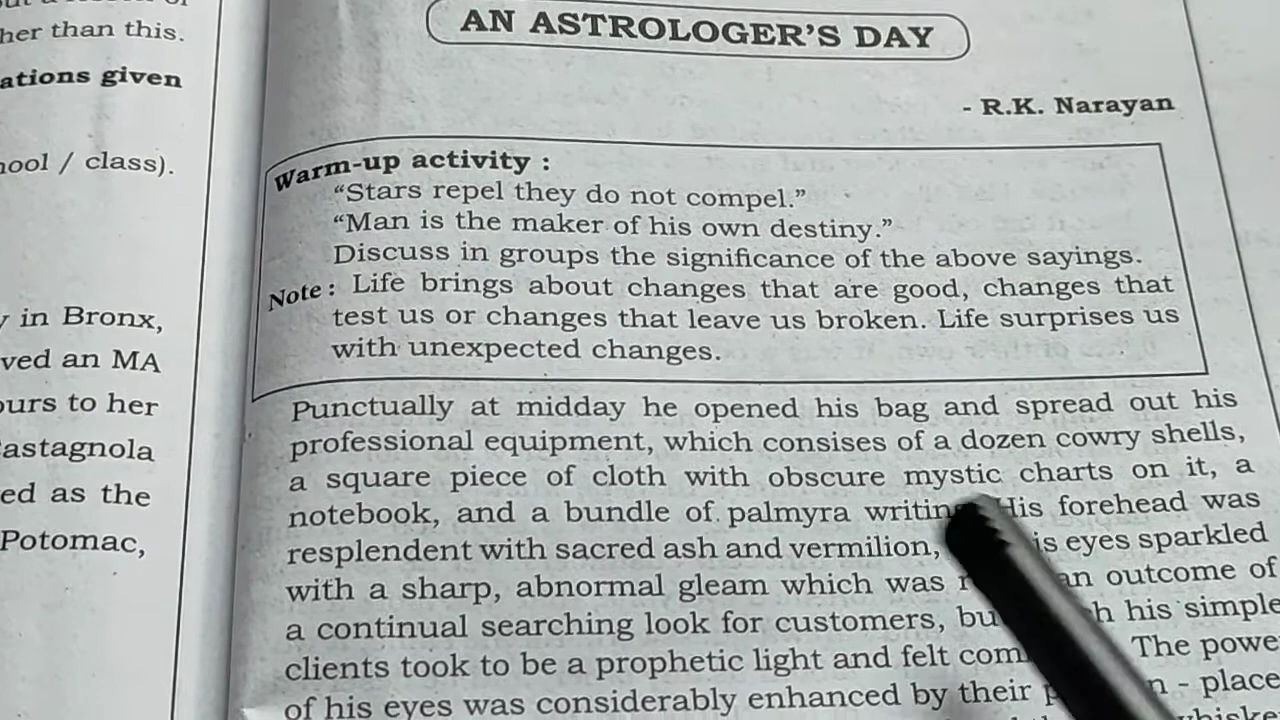 her than this.
ations given
hool / class).
y in Bronx,
ved an MA
ours to her
astagnola
ed as the
Potomac,
AN ASTROLOGER'S DAY
- R.K. Narayan
Warm-up activity :
"Stars repel they do not compel."
"Man is the maker of his own destiny."
Discuss in groups the significance of the above sayings.
Note : Life brings about changes that are good, changes that
test us or changes that leave us broken. Life surprises us
with unexpected changes.
Punctually at midday he opened his bag and spread out his
professional equipment, which consises of a dozen cowry shells,
a square piece of cloth with obscure mystic charts on it, a
notebook, and a bundle of palmyra writing His forehead was
resplendent with sacred ash and vermilion, is eyes sparkled
with a sharp, abnormal gleam which was an outcome of
a continual searching look for customers, his simple
clients took to be a prophetic light and felt The powe
of his eyes was considerably enhanced by their - place